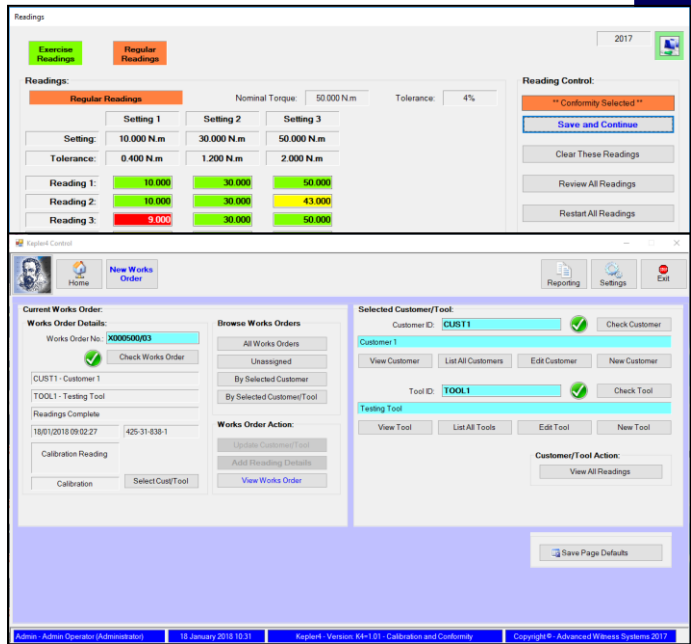 Readings
Exercise Readings
Regular Readings
2017
Readings:
Regular Readings
Nominal Torque: 50.000 N.m
Tolerance: 4%
Setting 1 Setting 2 Setting 3
Setting: 10.000 N.m 30.000 N.m 50.000 N.m
Tolerance: 0.400 N.m 1.200 N.m 2.000 N.m
Reading 1: 10.000 30.000 50.000
Reading 2: 10.000 30.000 43.000
Reading 3: 9.000 30.000 50.000
Reading Control:
** Conformity Selected **
Save and Continue
Clear These Readings
Review All Readings
Restart All Readings
Kepler4 Control
Home
New Works Order
Reporting
Settings
Exit
Current Works Order:
Works Order Details:
Works Order No.: X000500/03
Check Works Order
CUST1 - Customer 1
TOOL1 - Testing Tool
Readings Complete
18/01/2018 09:02:27 425-31-838-1
Calibration Reading
Calibration
Select Cust/Tool
Browse Works Orders
All Works Orders
Unassigned
By Selected Customer
By Selected Customer/Tool
Works Order Action:
Update Customer/Tool
Add Reading Details
View Works Order
Selected Customer/Tool:
Customer ID: CUST1
Check Customer
Customer 1
View Customer List All Customers Edit Customer New Customer
Tool ID: TOOL1
Check Tool
Testing Tool
View Tool List All Tools Edit Tool New Tool
Customer/Tool Action:
View All Readings
Save Page Defaults
Admin - Admin Operator (Administrator) 18 January 2018 10:31 Kepler4 - Version: K4=1.01 - Calibration and Conformity Copyright © - Advanced Witness Systems 2017